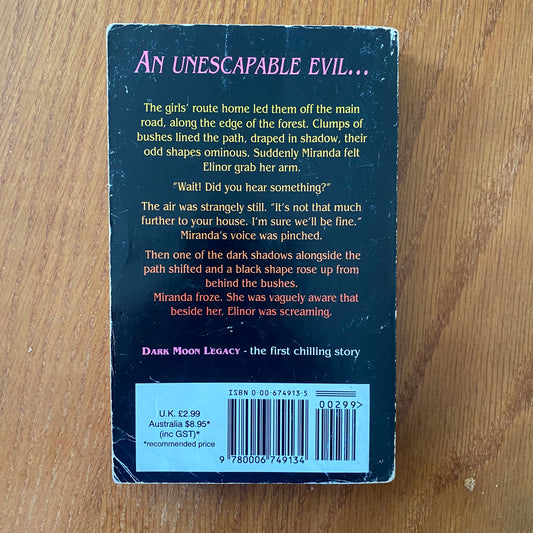 AN UNESCAPABLE EVIL...
The girls' route home led them off the main
road, along the edge of the forest. Clumps of
bushes lined the path, draped in shadow, their
odd shapes ominous. Suddenly Miranda felt
Elinor grab her arm.
"Wait! Did you hear something?"
The air was strangely still. "It's not that much
further to your house. I'm sure we'll be fine."
Miranda's voice was pinched.
Then one of the dark shadows alongside the
path shifted and a black shape rose up from
behind the bushes.
Miranda froze. She was vaguely aware that
beside her, Elinor was screaming.
DARK MOON LEGACY - the first chilling story
ISBN 0-00-674913-5
00299>
U.K. £2.99
Australia $8.95*
(inc GST)*
*recommended price
9 780006 749134